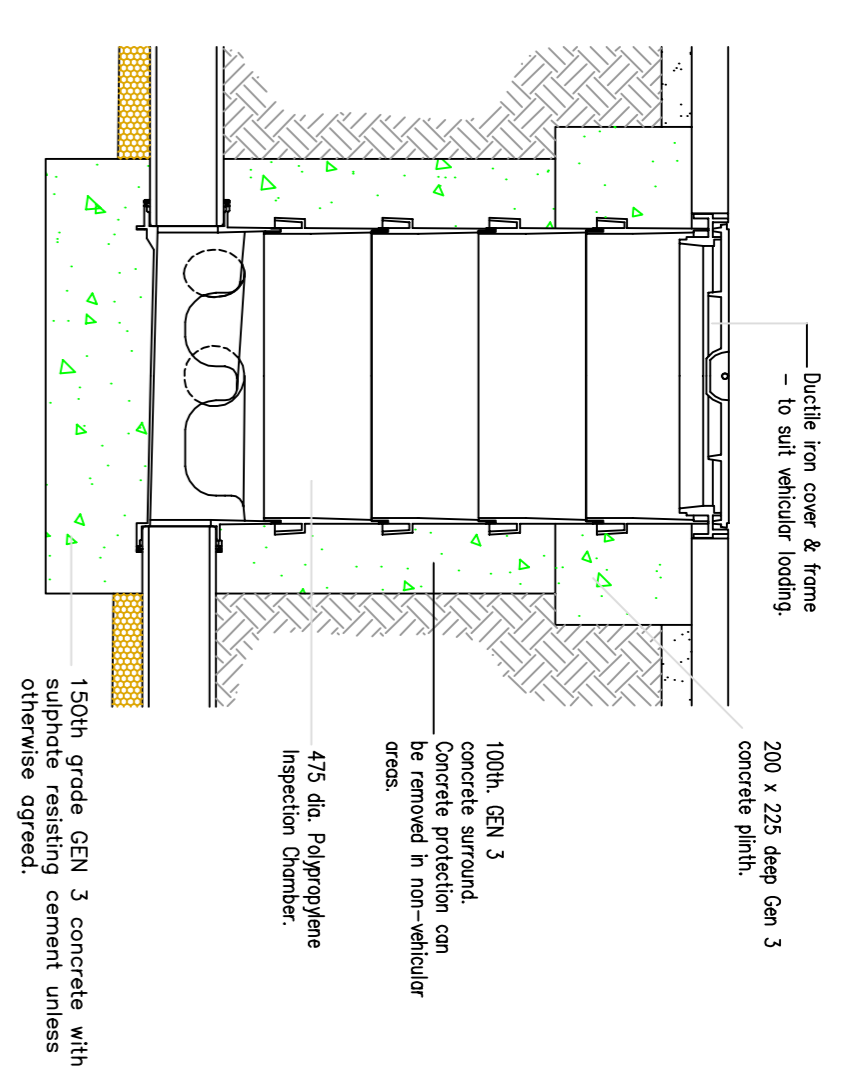 Ductile iron cover & frame
- to suit vehicular loading.
200 x 225 deep Gen 3
concrete plinth.
100th. GEN 3
concrete surround.
Concrete protection can
be removed in non-vehicular
areas.
475 dia. Polypropylene
Inspection Chamber.
150th grade GEN 3 concrete with
sulphate resisting cement unless
otherwise agreed.